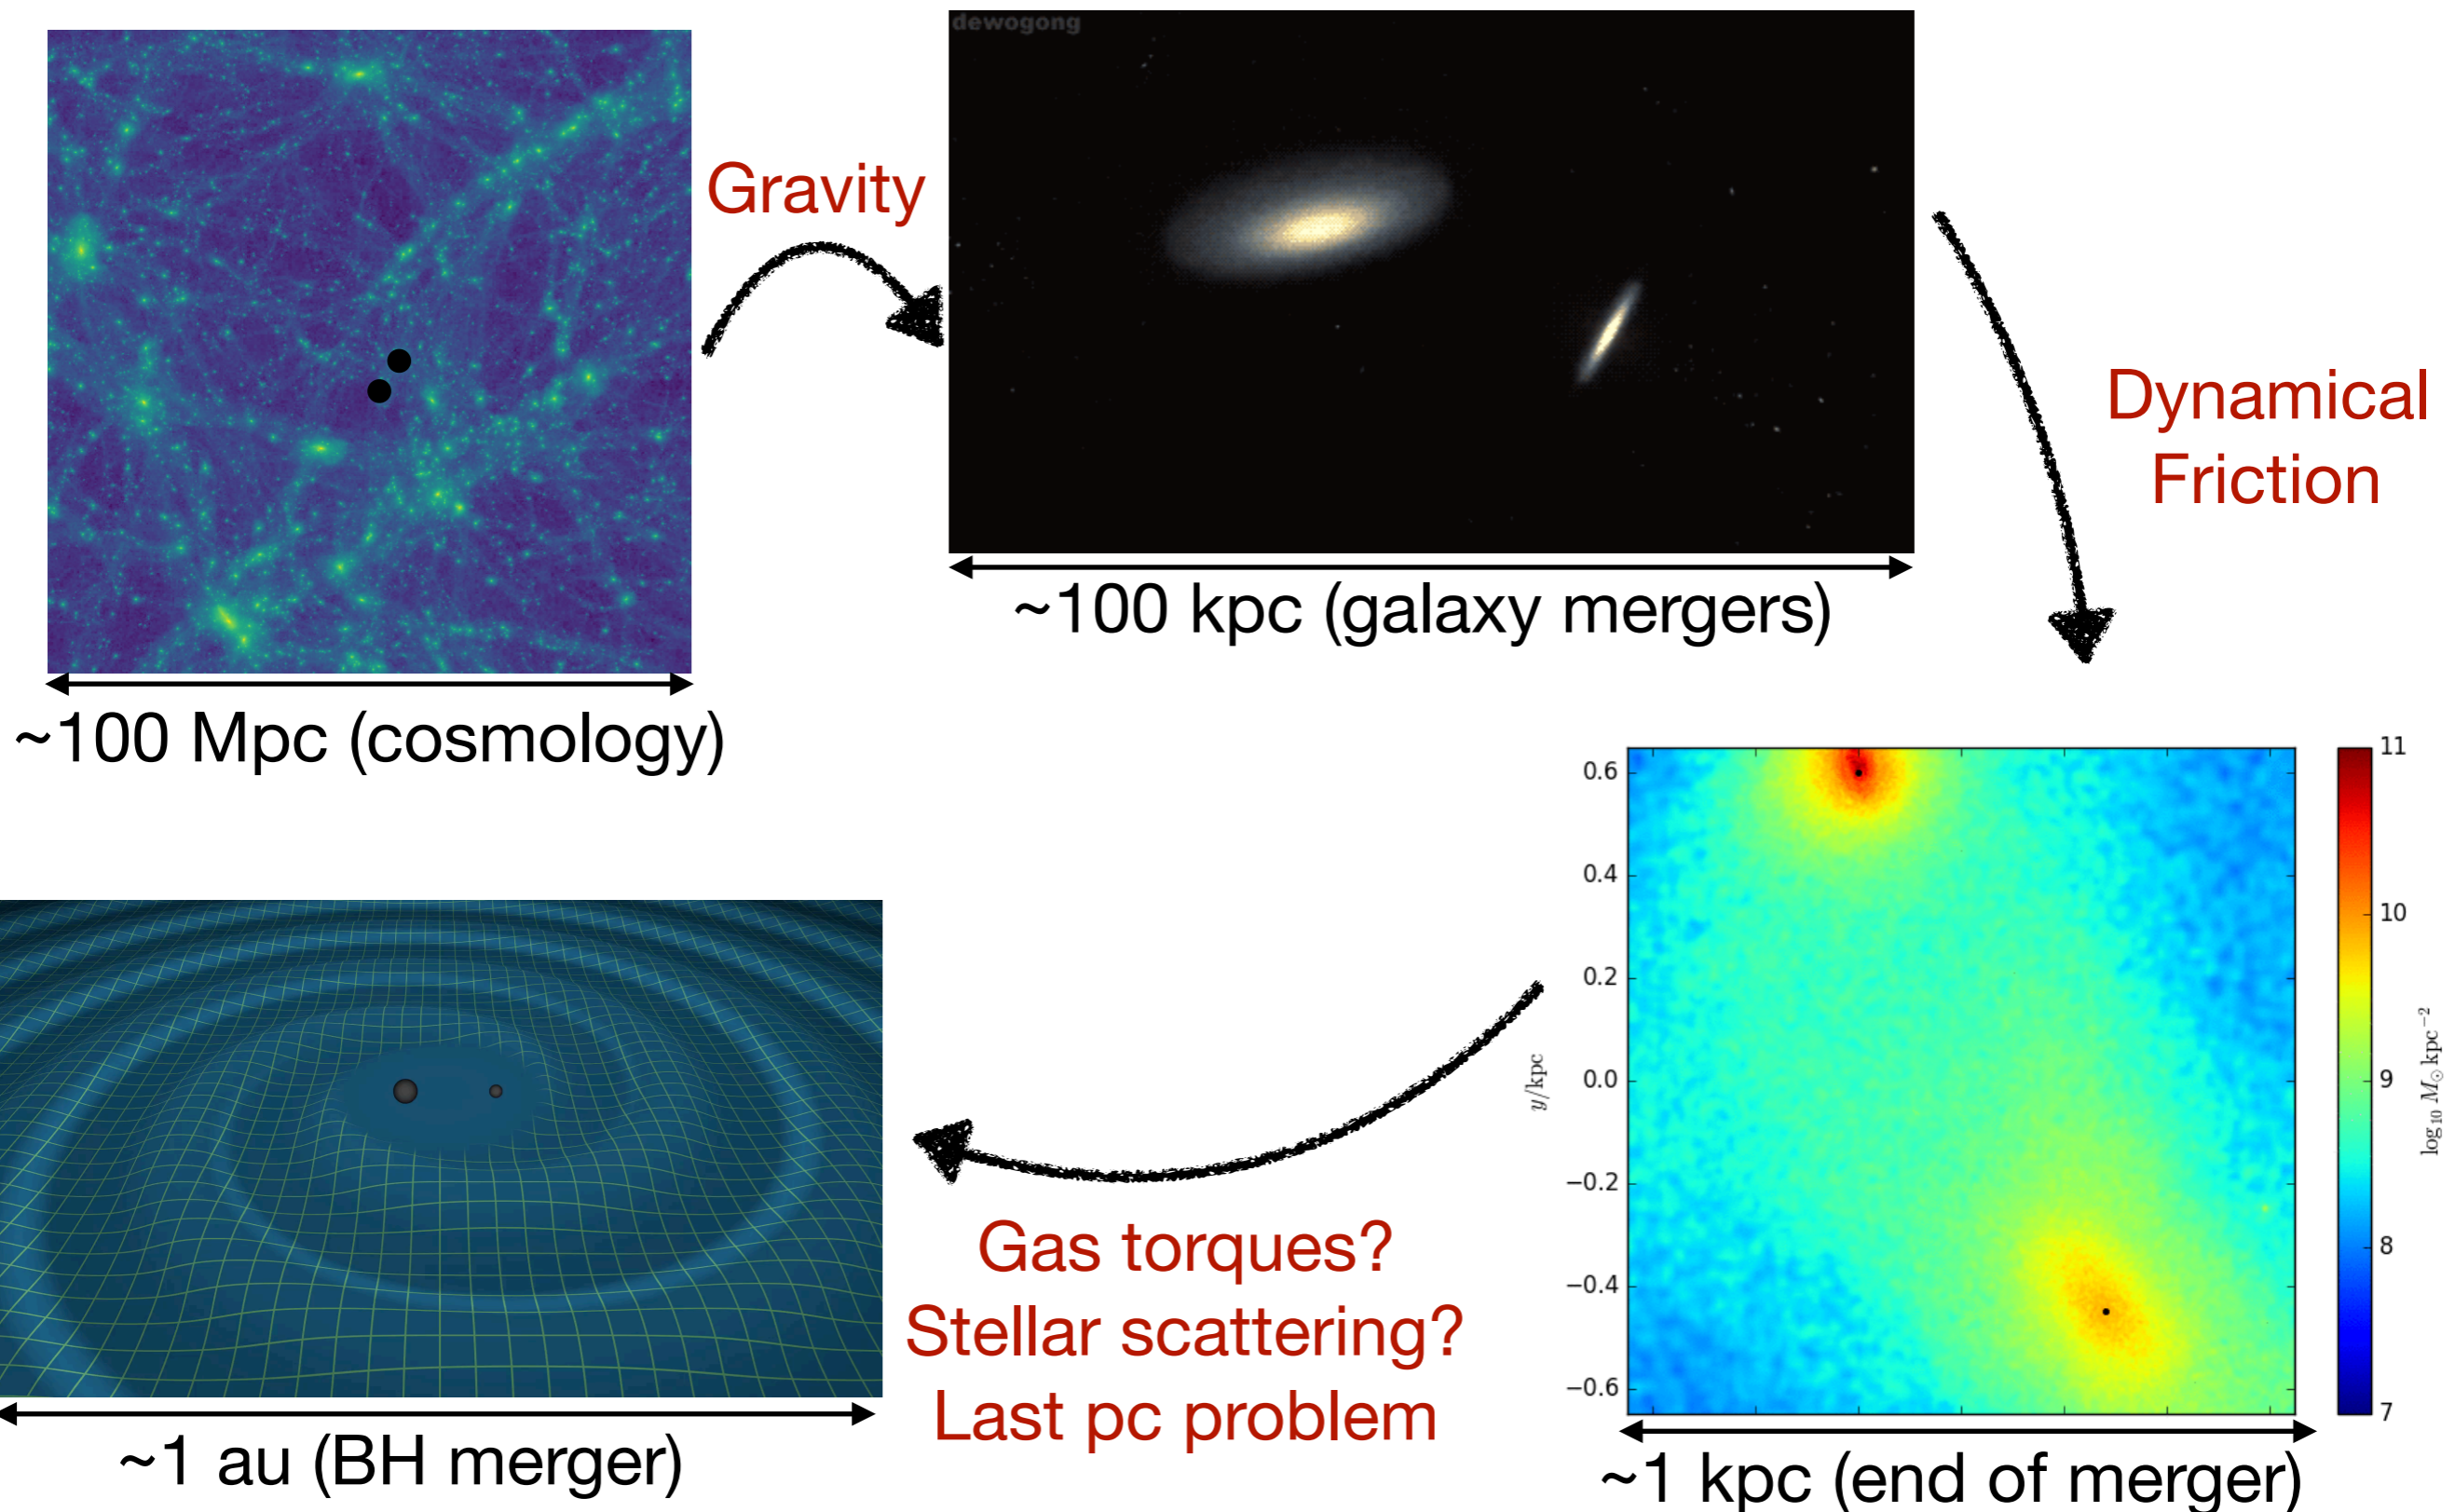 dewogong
Gravity
~100 Mpc (cosmology)
~100 kpc (galaxy mergers)
Dynamical
Friction
0.6
0.4
0.2
0.0
−0.2
−0.4
−0.6
y/kpc
11
10
9
8
7
log₁₀ M☉ kpc⁻²
~1 kpc (end of merger)
Gas torques?
Stellar scattering?
Last pc problem
~1 au (BH merger)